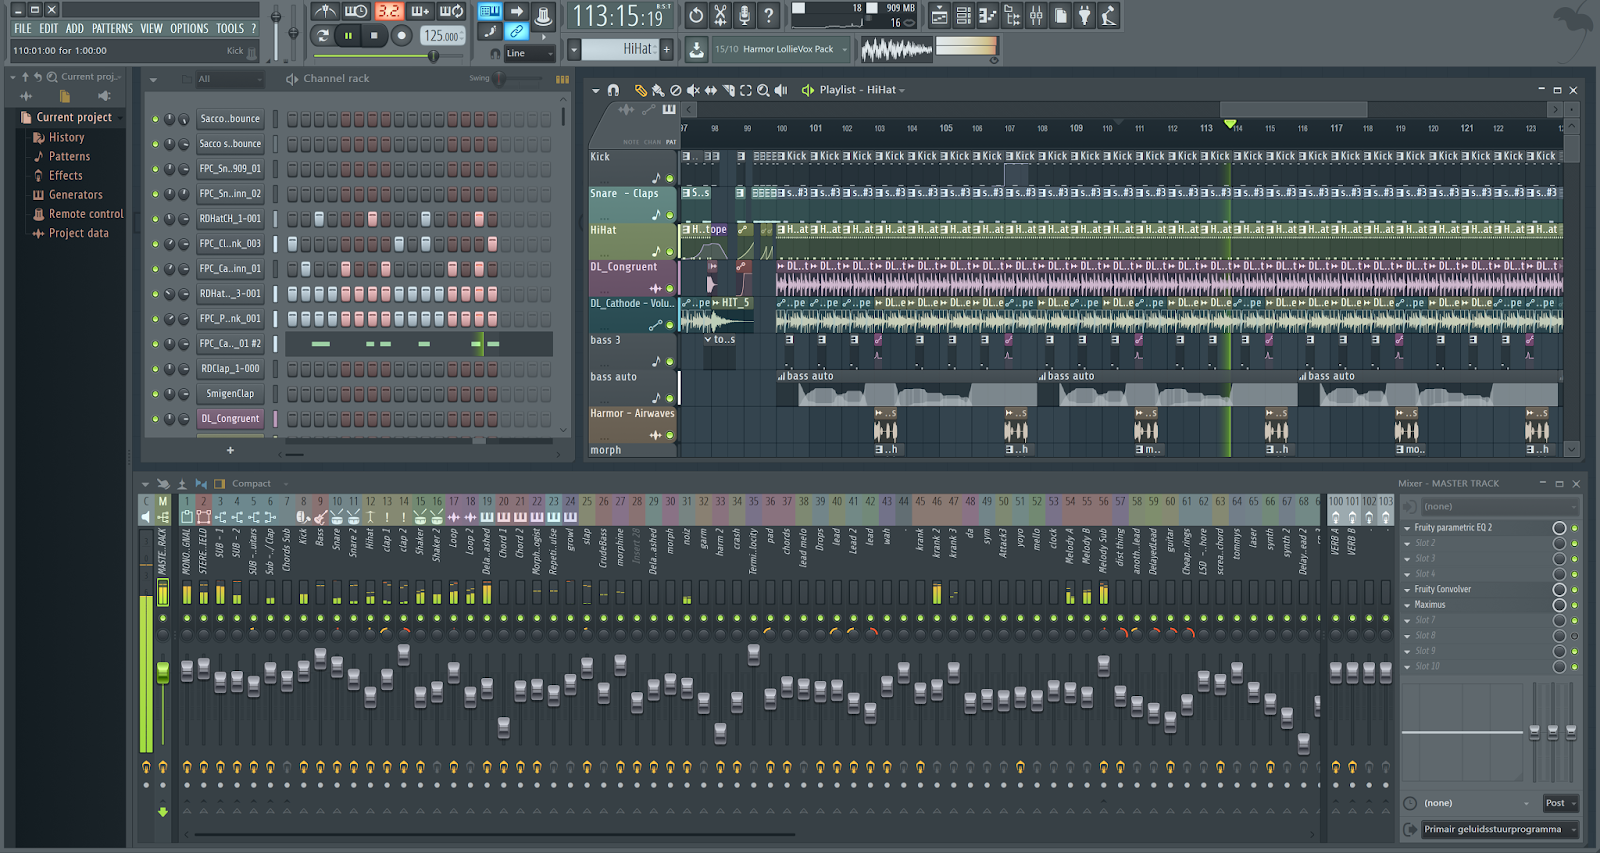 FILE EDIT ADD PATTERNS VIEW OPTIONS TOOLS ?
110:01:00 for 1:00:00
Kick
3.2
125.000
113:15:19
B:S:T
HiHat
Line
18
909 MB
16
15/10 Harmor LollieVox Pack
Current proj..
Current project
History
Patterns
Effects
Generators
Remote control
Project data
All
Channel rack
Swing
Sacco..bounce
Sacco s..bounce
FPC_Sn..909_01
FPC_Sn..inn_02
RDHatCH_1-001
FPC_Cl..nk_003
FPC_Ca..inn_01
RDHat.._3-001
FPC_P..nk_001
FPC_Ca.._01 #2
RDClap_1-000
SmigenClap
DL_Congruent
+
Playlist - HiHat
NOTE CHAN PAT
97 98 99 101 102 103 104 105 106 107 108 109 110 111 112 113 114 115 116 117 118 119 120 121 122 123
Kick
Snare - Claps
HiHat
DL_Congruent
DL_Cathode - Volu..
HIT_5
bass 3
to..s
bass auto
bass auto
bass auto
bass auto
Harmor - Airwaves
morph
Compact
Mixer - MASTER TRACK
C M 1 2 3 4 5 6 7 8 9 10 11 12 13 14 15 16 17 18 19 20 21 22 23 24 25 26 27 28 29 30 31 32 33 34 35 36 37 38 39 40 41 42 43 44 45 46 47 48 49 50 51 52 53 54 55 56 57 58 59 60 61 62 63 64 65 66 67 68 100 101 102 103
MASTE..RACK
MONO..GNAL
STERE..IELD
SUB - 1
SUB - 2
Sub -../ Clap
Chords Sub
Kick
Bass
Snare
Snare 2
Hihat
clap 1
clap 2
Shaker
Shaker 2
Loop
Loop 2
Dela..ashed
Chord 1
Chord 2
Morph..egisic
Repeti..ulse
growl
clap
CrudeBass
morphine
Insert 28
Dela..ashed
morph
noiz
garm
harm 2
crash
Termi..locity
pad
chords
lead melo
Drops
lead
Lead 2
lead
wah
krank
krank 2
krank 3
da
sym
Attack3
yoyo
mello
clock
Melody A
Melody B
Melody Sub
dist thing
anoth..lead
DelayedLead
guitar
Cheap..rings
LSD -..hore
screa..chord
tommys
laser
synth
synth 2
Delay..ead 2
VERB A
VERB B
(none)
Fruity parametric EQ 2
Slot 2
Slot 3
Slot 4
Fruity Convolver
Maximus
Slot 7
Slot 8
Slot 9
Slot 10
(none)
Post
Primair geluidsstuurprogramma